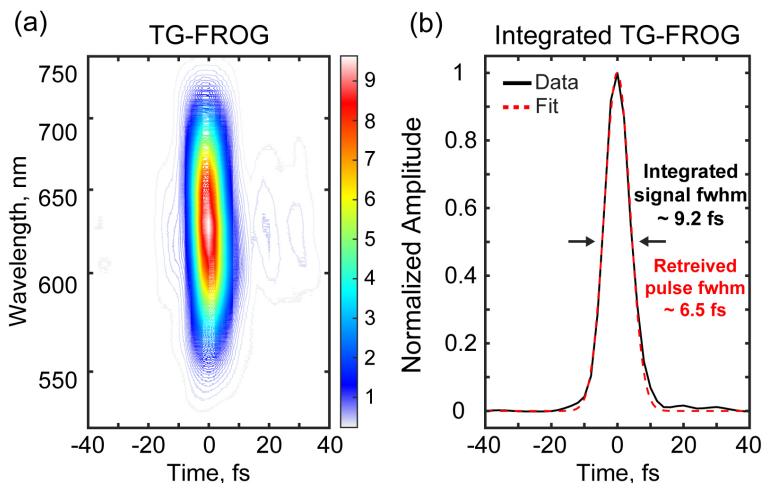 (a)
TG-FROG
Wavelength, nm
750
700
650
600
550
-40
-20
0
20
40
Time, fs
9
8
7
6
5
4
3
2
1
(b)
Integrated TG-FROG
Normalized Amplitude
1
0.8
0.6
0.4
0.2
0
Data
Fit
Integrated
signal fwhm
~ 9.2 fs
Retreived
pulse fwhm
~ 6.5 fs
-40
-20
0
20
40
Time, fs